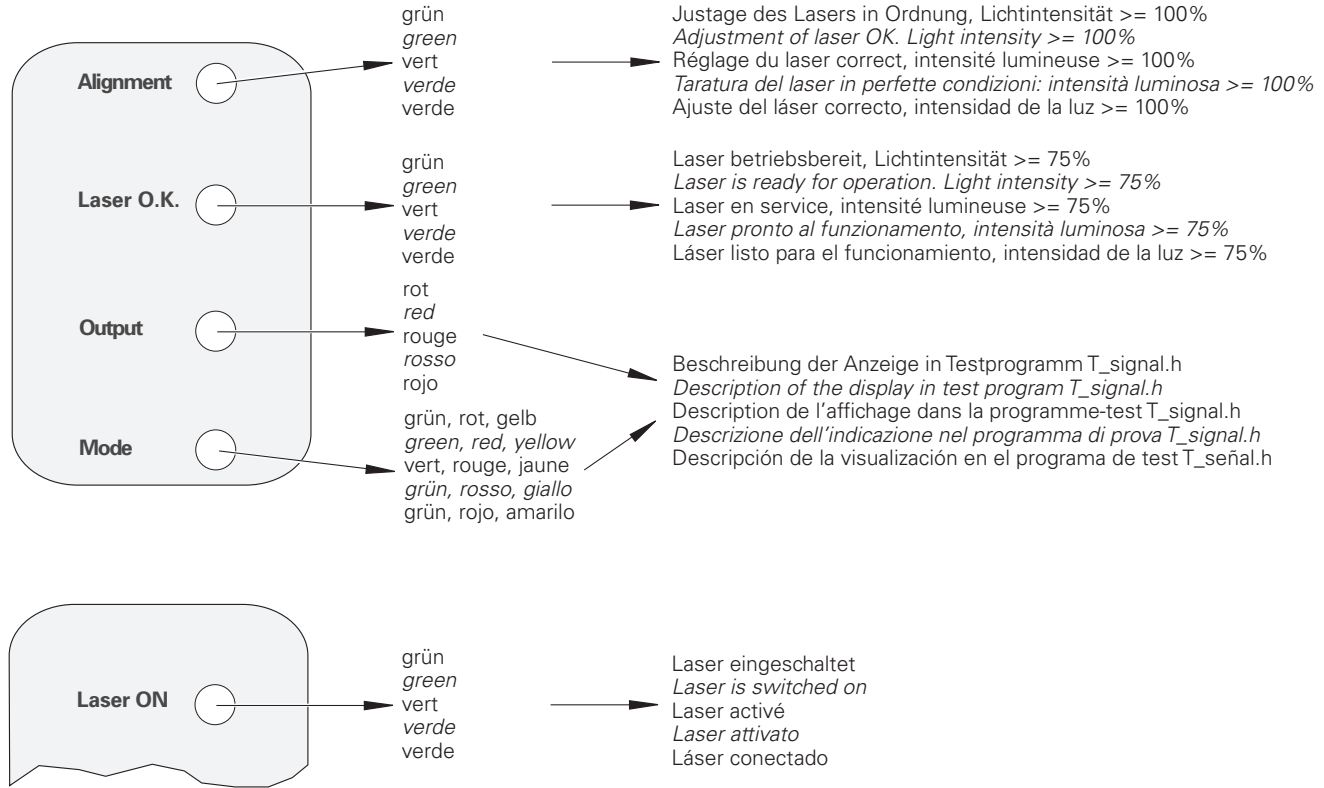 Alignment
grün
green
vert
verde
verde
Justage des Lasers in Ordnung, Lichtintensität >= 100%
Adjustment of laser OK. Light intensity >= 100%
Réglage du laser correct, intensité lumineuse >= 100%
Taratura del laser in perfette condizioni: intensità luminosa >= 100%
Ajuste del láser correcto, intensidad de la luz >= 100%
Laser O.K.
grün
green
vert
verde
verde
Laser betriebsbereit, Lichtintensität >= 75%
Laser is ready for operation. Light intensity >= 75%
Laser en service, intensité lumineuse >= 75%
Laser pronto al funzionamento, intensità luminosa >= 75%
Láser listo para el funcionamiento, intensidad de la luz >= 75%
Output
rot
red
rouge
rosso
rojo
Mode
grün, rot, gelb
green, red, yellow
vert, rouge, jaune
grün, rosso, giallo
grün, rojo, amarilo
Beschreibung der Anzeige in Testprogramm T_signal.h
Description of the display in test program T_signal.h
Description de l'affichage dans la programme-test T_signal.h
Descrizione dell'indicazione nel programma di prova T_signal.h
Descripción de la visualización en el programa de test T_señal.h
Laser ON
grün
green
vert
verde
verde
Laser eingeschaltet
Laser is switched on
Laser activé
Laser attivato
Láser conectado